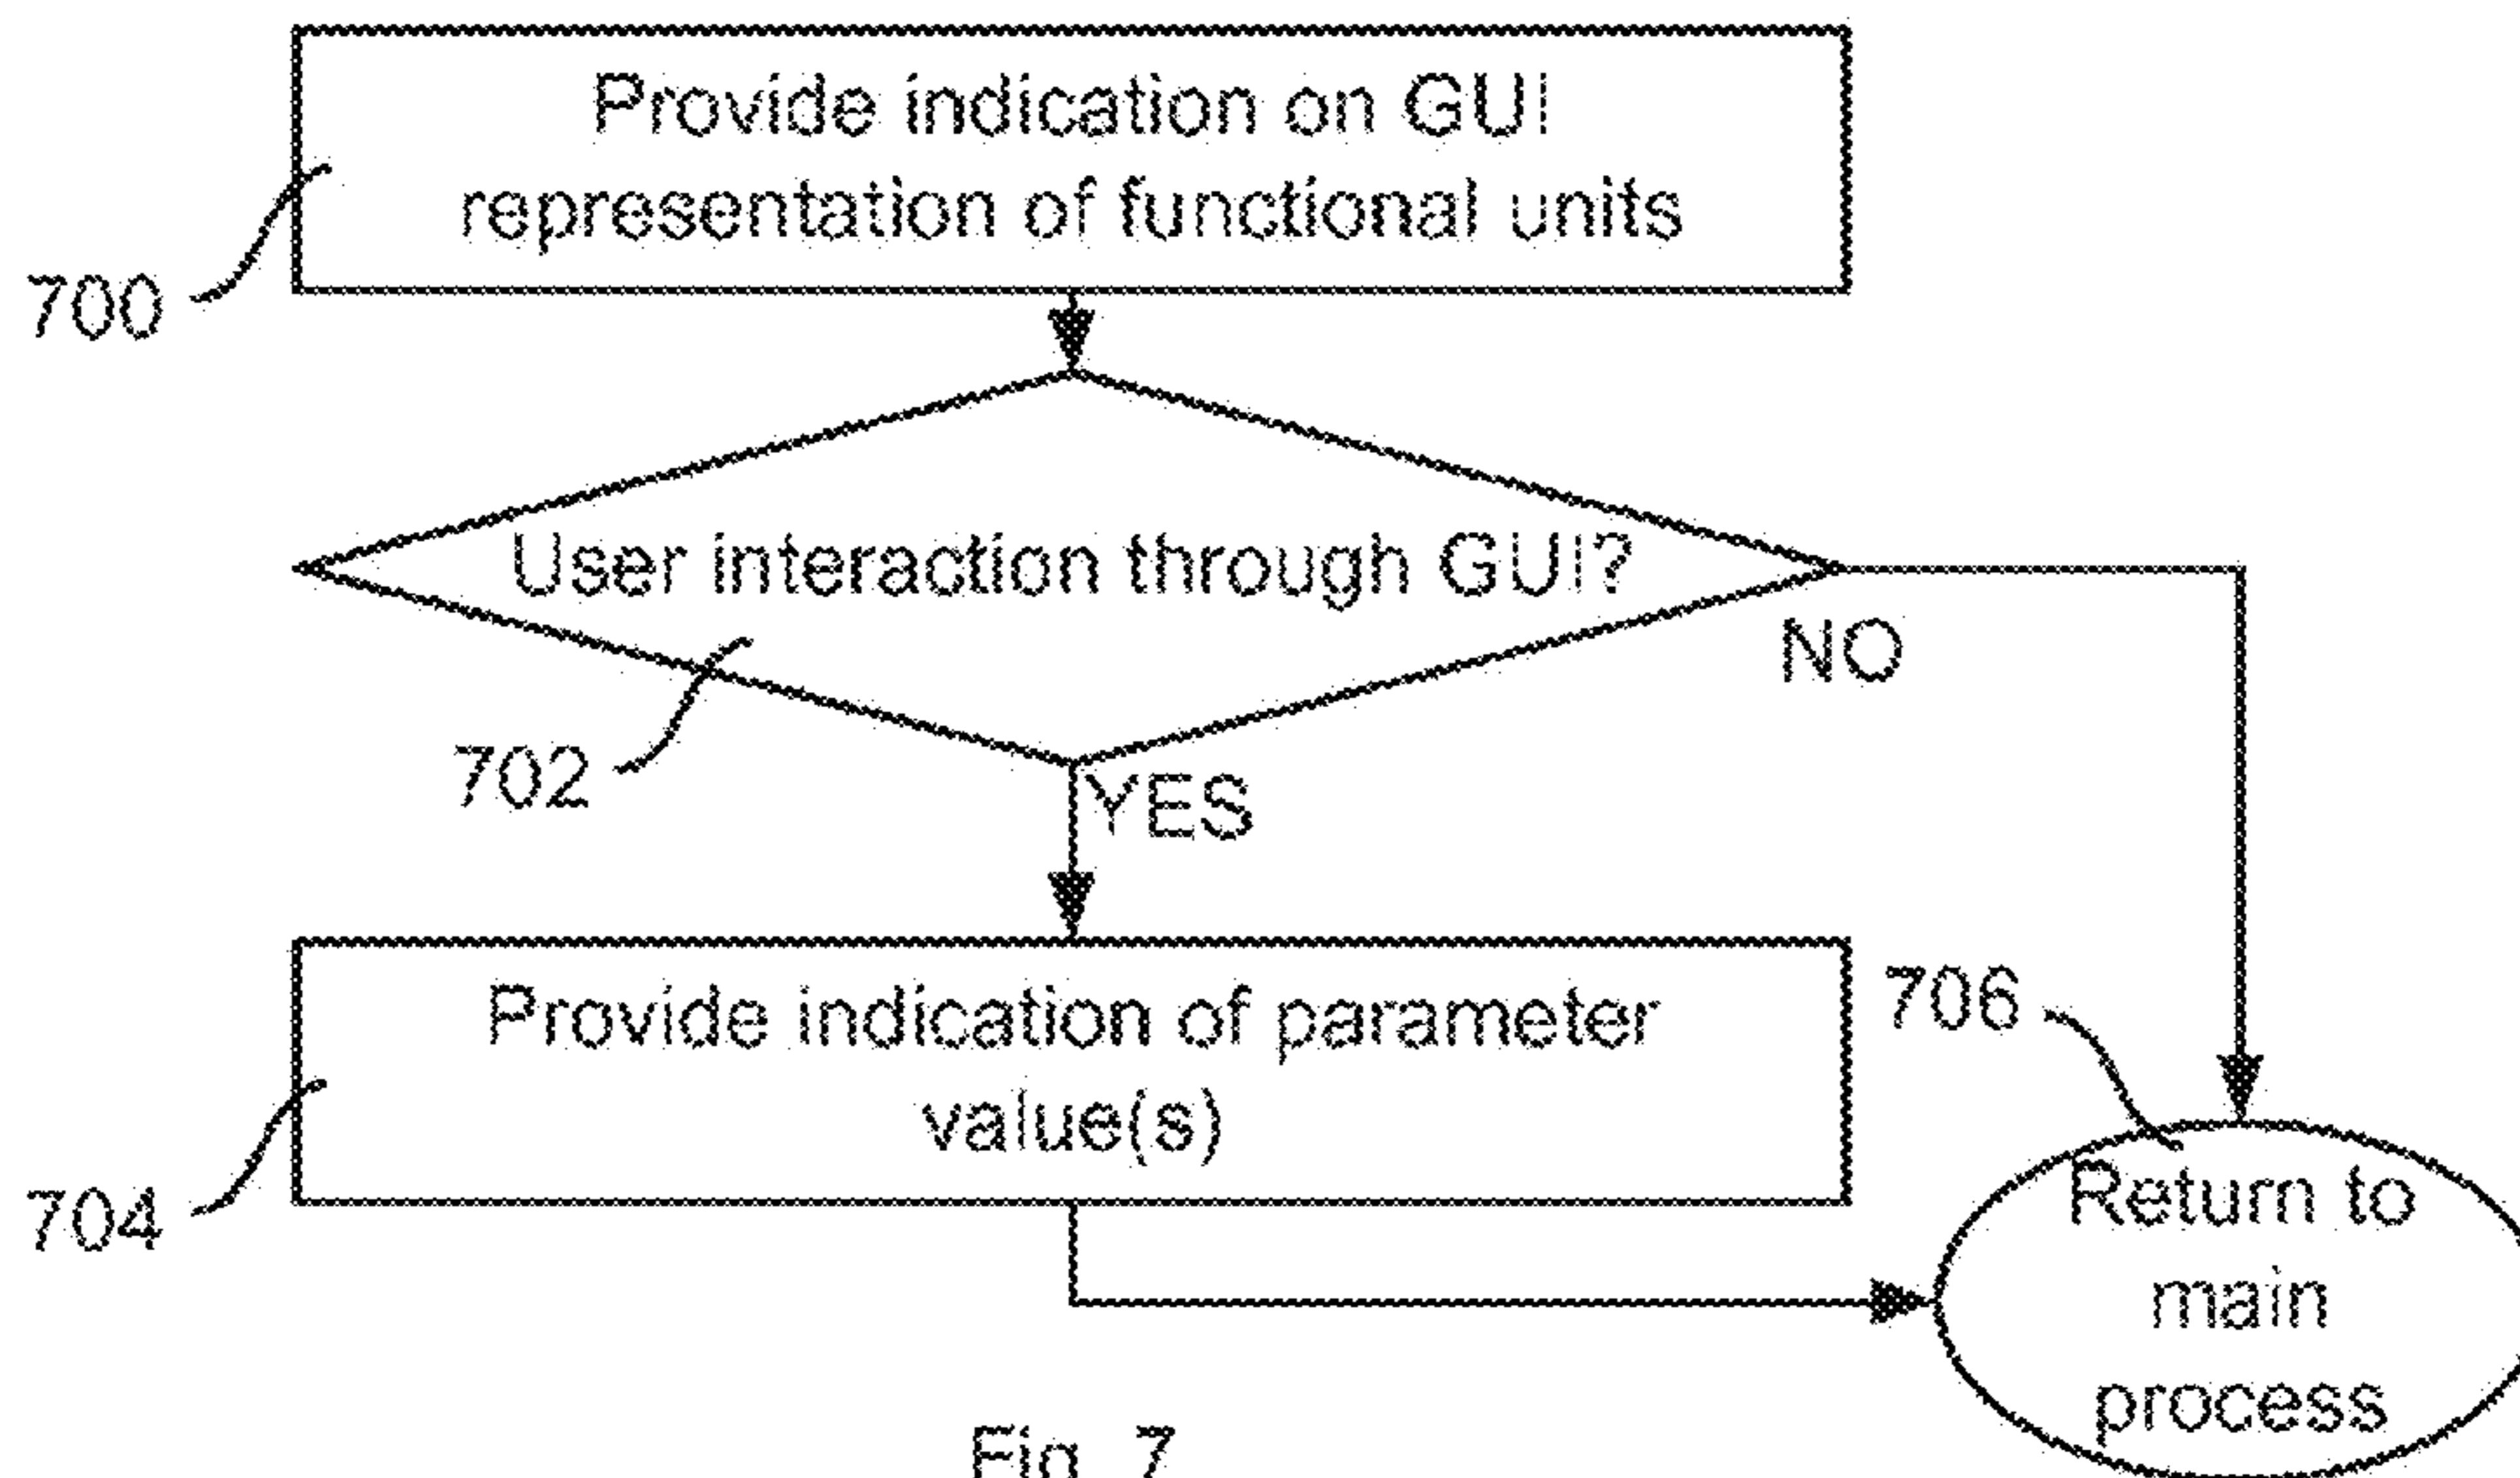 Provide indication on GUI
representation of functional units
700
User interaction through GUI?
NO
702
YES
Provide indication of parameter
value(s)
706
704
Return to
main
process
Fig. 7